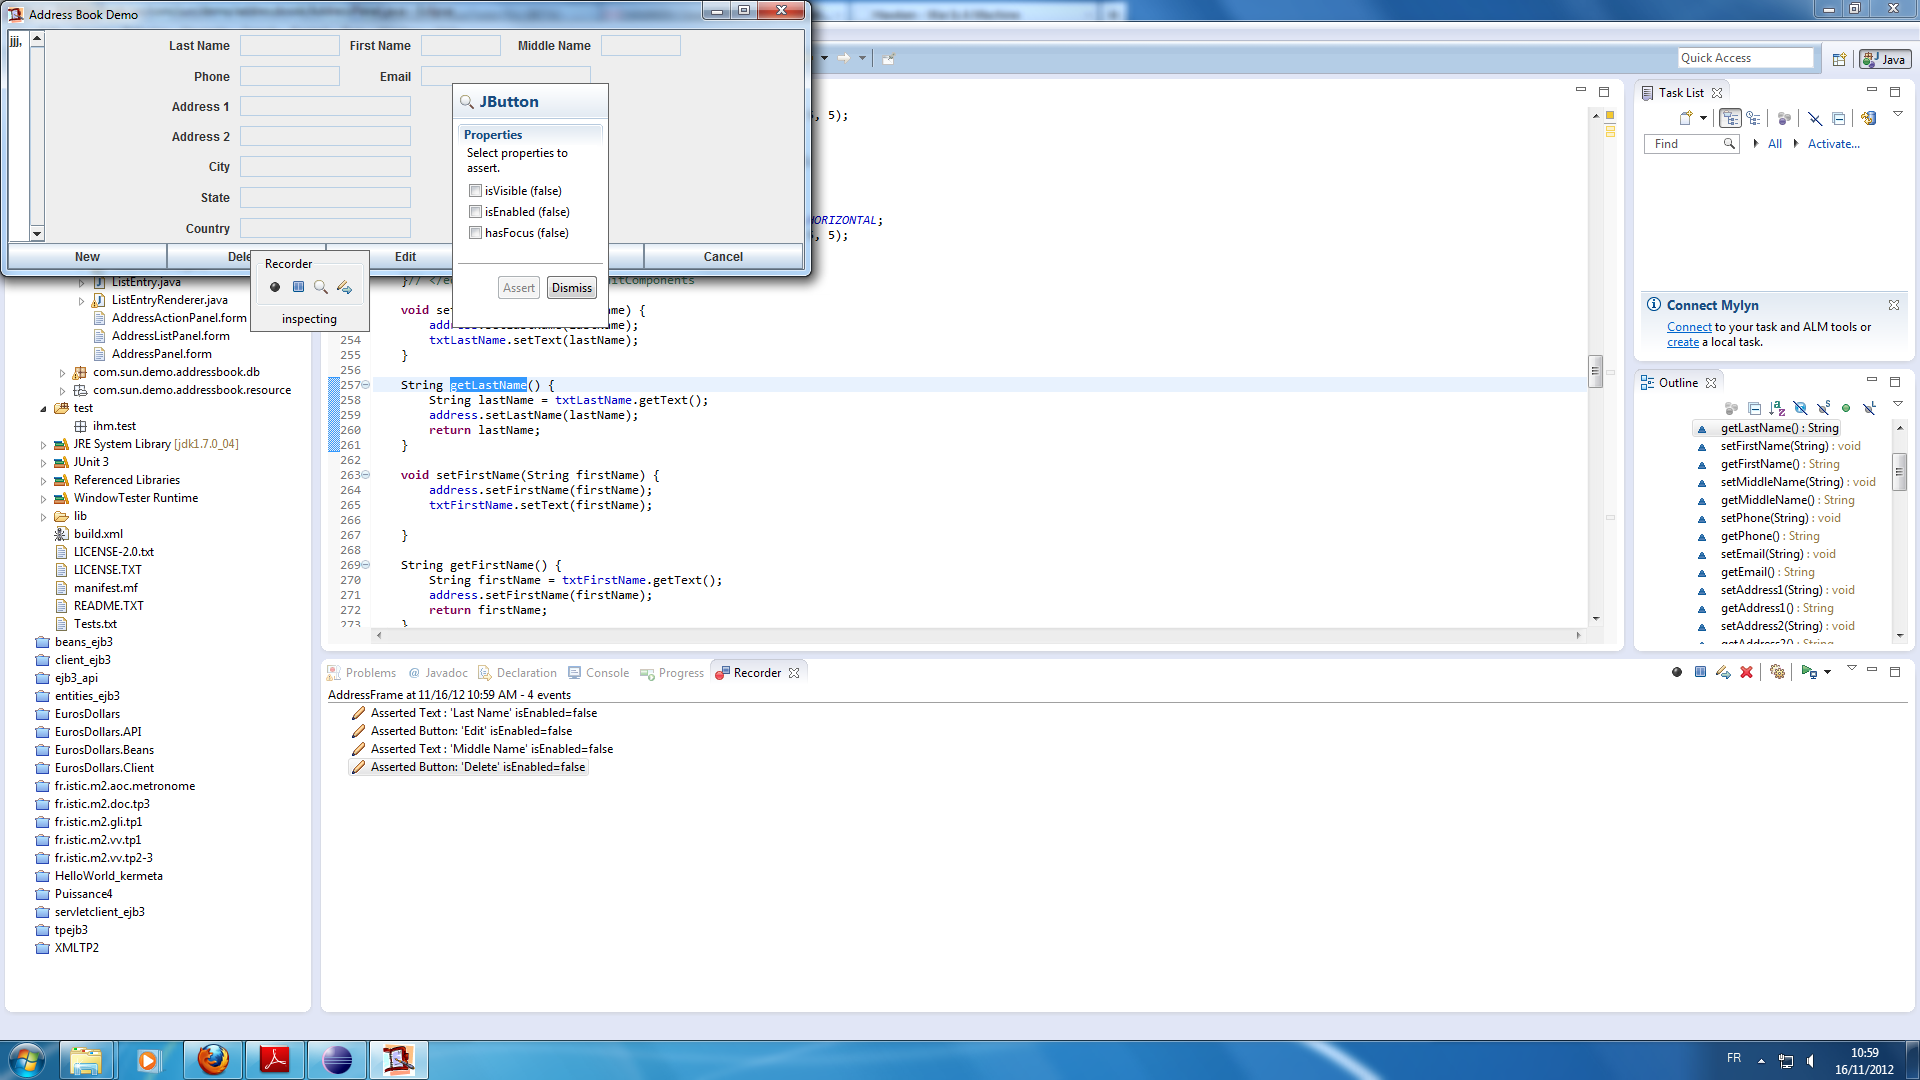 Address Book Demo
jjj,
Last Name
First Name
Middle Name
Phone
Email
Address 1
Address 2
City
State
Country
New
Edit
Cancel
JButton
Properties
Select properties to
assert.
isVisible (false)
isEnabled (false)
hasFocus (false)
Assert
Dismiss
Recorder
inspecting
Quick Access
Java
, 5);
HORIZONTAL;
, 5);
ListEntry.java
ListEntryRenderer.java
AddressActionPanel.form
AddressListPanel.form
AddressPanel.form
com.sun.demo.addressbook.db
com.sun.demo.addressbook.resource
test
ihm.test
JRE System Library [jdk1.7.0_04]
JUnit 3
Referenced Libraries
WindowTester Runtime
lib
build.xml
LICENSE-2.0.txt
LICENSE.TXT
manifest.mf
README.TXT
Tests.txt
beans_ejb3
client_ejb3
ejb3_api
entities_ejb3
EurosDollars
EurosDollars.API
EurosDollars.Beans
EurosDollars.Client
fr.istic.m2.aoc.metronome
fr.istic.m2.doc.tp3
fr.istic.m2.gli.tp1
fr.istic.m2.vv.tp1
fr.istic.m2.vv.tp2-3
HelloWorld_kermeta
Puissance4
servletclient_ejb3
tpejb3
XMLTP2
254 txtLastName.setText(lastName);
255 }
256
257 String getLastName() {
258 String lastName = txtLastName.getText();
259 address.setLastName(lastName);
260 return lastName;
261 }
262
263 void setFirstName(String firstName) {
264 address.setFirstName(firstName);
265 txtFirstName.setText(firstName);
266
267 }
268
269 String getFirstName() {
270 String firstName = txtFirstName.getText();
271 address.setFirstName(firstName);
272 return firstName;
273 }
Problems @ Javadoc Declaration Console Progress Recorder
AddressFrame at 11/16/12 10:59 AM - 4 events
Asserted Text : 'Last Name' isEnabled=false
Asserted Button: 'Edit' isEnabled=false
Asserted Text : 'Middle Name' isEnabled=false
Asserted Button: 'Delete' isEnabled=false
Task List
Find
All
Activate...
Connect Mylyn
Connect to your task and ALM tools or
create a local task.
Outline
getLastName() : String
setFirstName(String) : void
getFirstName() : String
setMiddleName(String) : void
getMiddleName() : String
setPhone(String) : void
getPhone() : String
setEmail(String) : void
getEmail() : String
setAddress1(String) : void
getAddress1() : String
setAddress2(String) : void
getAddress2() : String
FR
10:59
16/11/2012